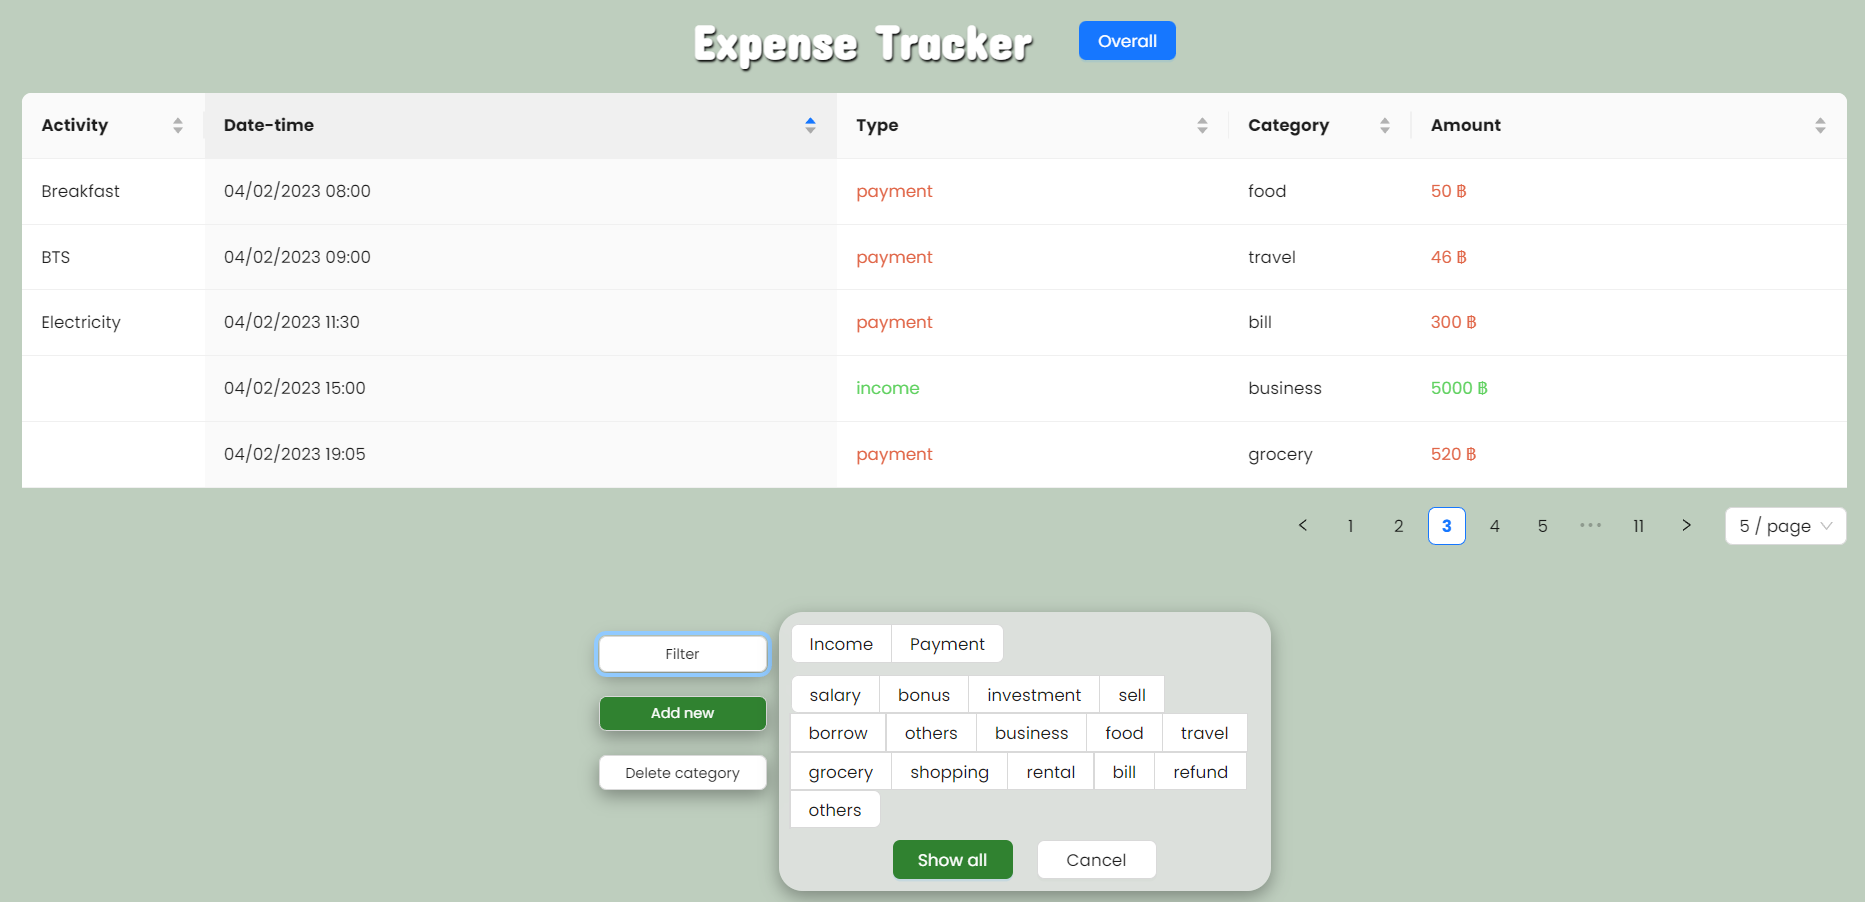 Expense Tracker Overall
Activity Date-time Type Category Amount
Breakfast 04/02/2023 08:00 payment food 50 ฿
BTS 04/02/2023 09:00 payment travel 46 ฿
Electricity 04/02/2023 11:30 payment bill 300 ฿
04/02/2023 15:00 income business 5000 ฿
04/02/2023 19:05 payment grocery 520 ฿
< 1 2 3 4 5 ••• 11 > 5 / page
Filter
Add new
Delete category
Income Payment
salary bonus investment sell
borrow others business food travel
grocery shopping rental bill refund
others
Show all Cancel